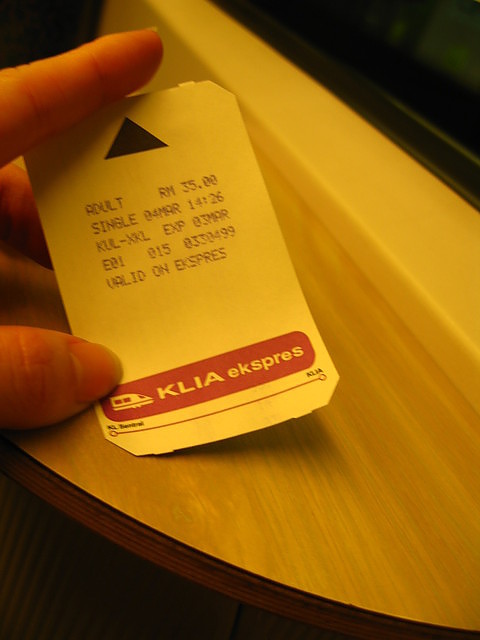 ADULT RM 35.00
SINGLE 04MAR 14:26
KUL-XKL EXP 03MAR
E01 015 0330499
VALID ON EKSPRES
KLIA ekspres
KL Sentral KLIA